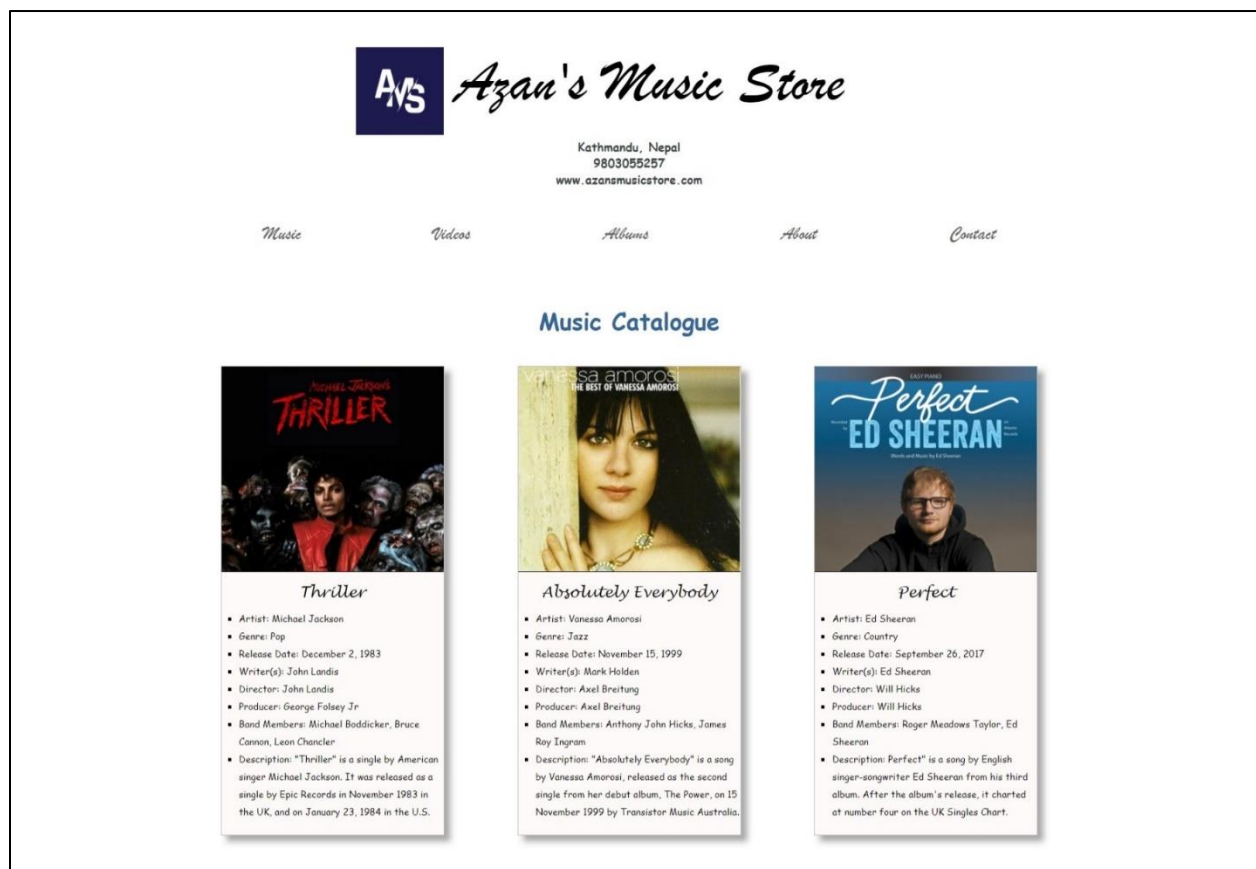 AMS
Azan's Music Store
Kathmandu, Nepal
9803055257
www.azansmusicstore.com
Music Videos Albums About Contact
Music Catalogue
MICHAEL JACKSON'S
THRILLER
Thriller
Artist: Michael Jackson
Genre: Pop
Release Date: December 2, 1983
Writer(s): John Landis
Director: John Landis
Producer: George Folsey Jr
Band Members: Michael Boddicker, Bruce
Cannon, Leon Chancler
Description: "Thriller" is a single by American
singer Michael Jackson. It was released as a
single by Epic Records in November 1983 in
the UK, and on January 23, 1984 in the U.S.
vanessa amorosi
THE BEST OF VANESSA AMOROSI
Absolutely Everybody
Artist: Vanessa Amorosi
Genre: Jazz
Release Date: November 15, 1999
Writer(s): Mark Holden
Director: Axel Breitung
Producer: Axel Breitung
Band Members: Anthony John Hicks, James
Roy Ingram
Description: "Absolutely Everybody" is a song
by Vanessa Amorosi, released as the second
single from her debut album, The Power, on 15
November 1999 by Transistor Music Australia.
EASY PIANO
Perfect
Recorded
by
ED SHEERAN
on
Atlantic
Records
Words and Music by Ed Sheeran
Perfect
Artist: Ed Sheeran
Genre: Country
Release Date: September 26, 2017
Writer(s): Ed Sheeran
Director: Will Hicks
Producer: Will Hicks
Band Members: Roger Meadows Taylor, Ed
Sheeran
Description: Perfect" is a song by English
singer-songwriter Ed Sheeran from his third
album. After the album's release, it charted
at number four on the UK Singles Chart.